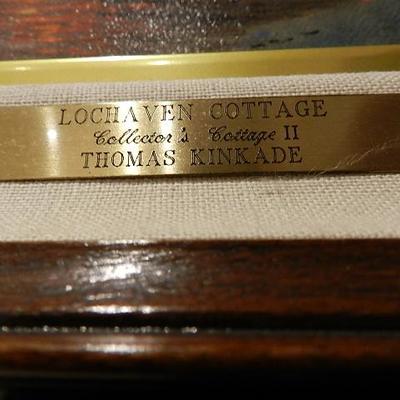 LOCHAVEN COTTAGE
Collector's Cottage II
THOMAS KINKADE